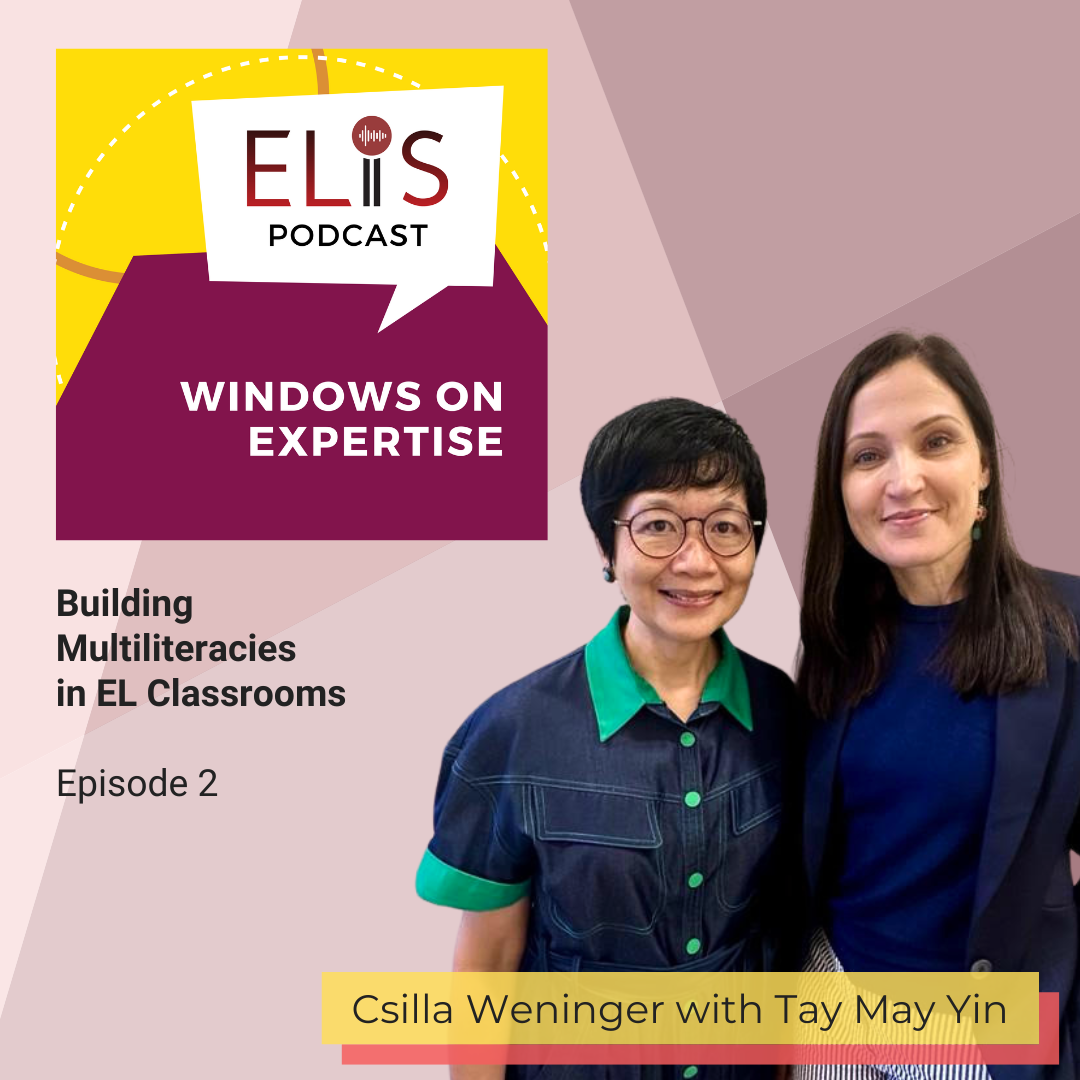 ELiS
PODCAST
WINDOWS ON
EXPERTISE
Building
Multiliteracies
in EL Classrooms
Episode 2
Csilla Weninger with Tay May Yin